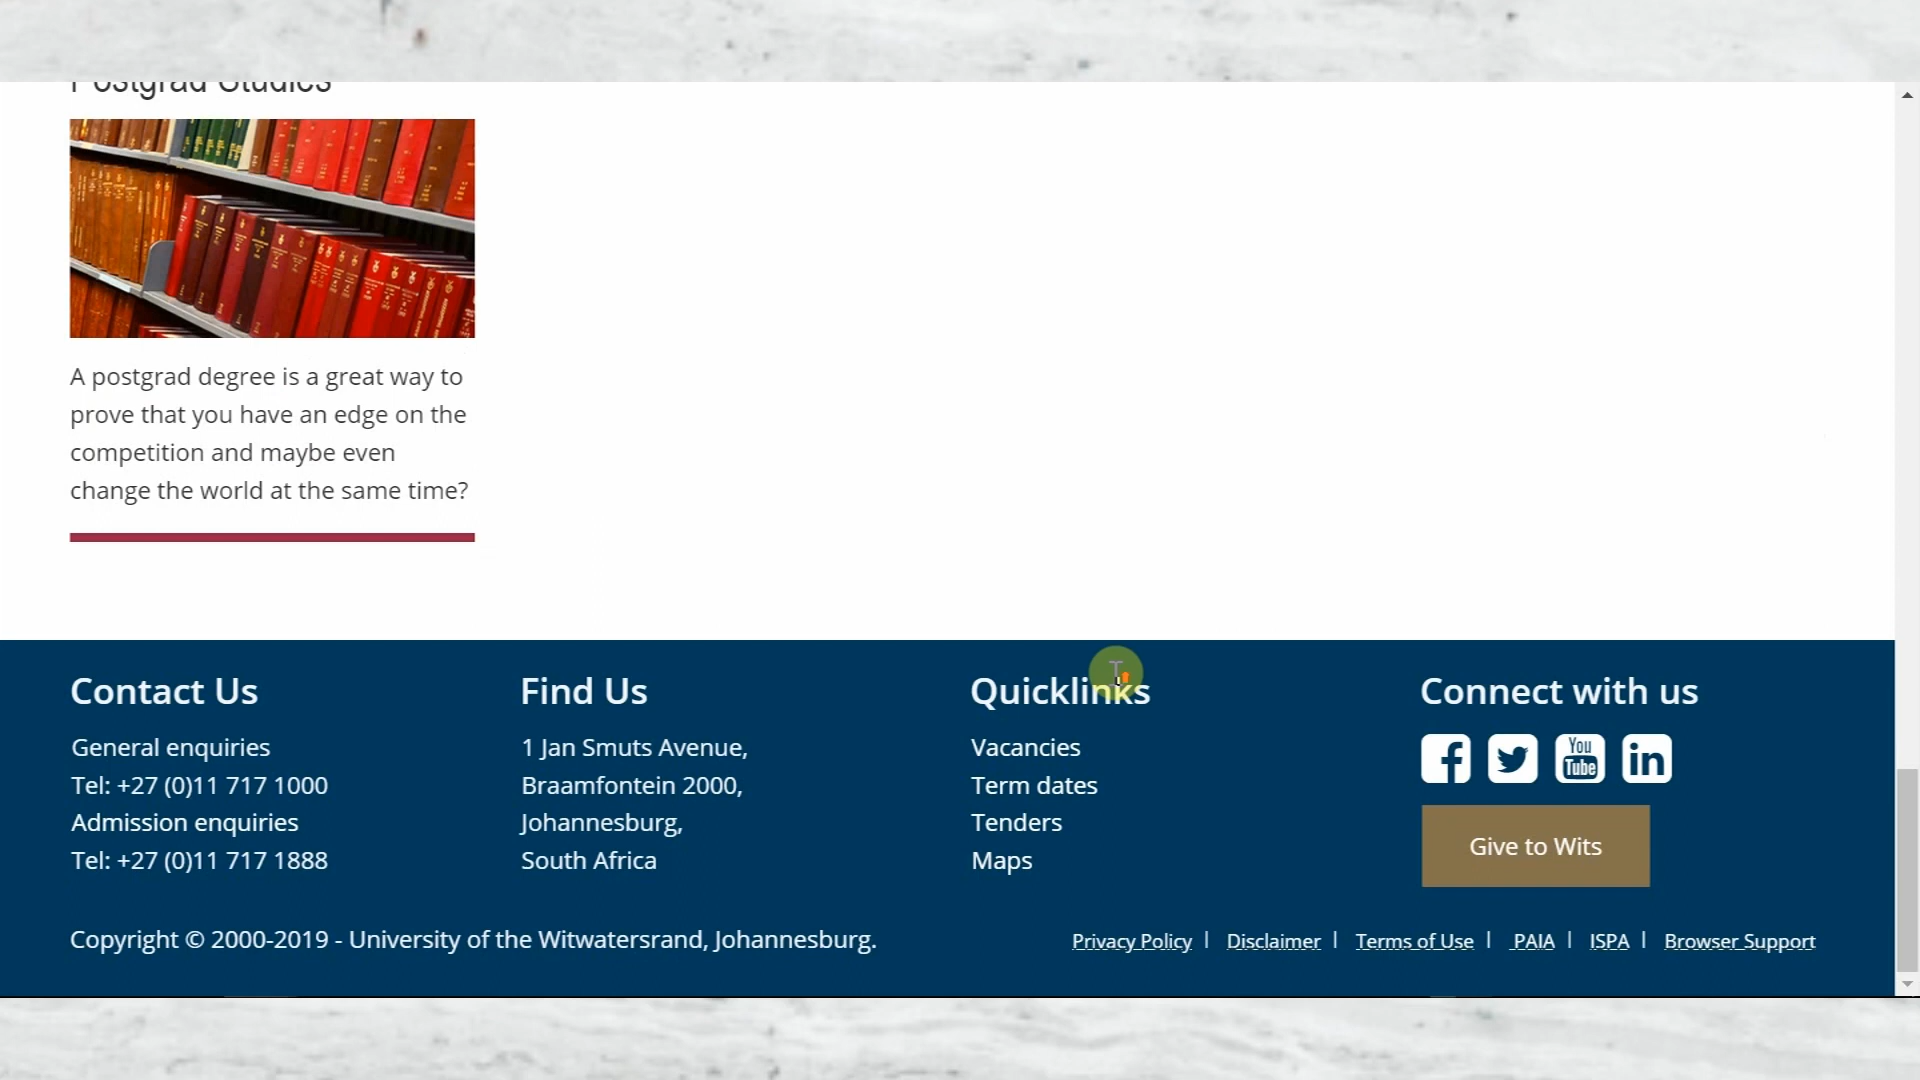 Postgrad Studies
A postgrad degree is a great way to
prove that you have an edge on the
competition and maybe even
change the world at the same time?
Contact Us
General enquiries
Tel: +27 (0)11 717 1000
Admission enquiries
Tel: +27 (0)11 717 1888
Find Us
1 Jan Smuts Avenue,
Braamfontein 2000,
Johannesburg,
South Africa
Quicklinks
Vacancies
Term dates
Tenders
Maps
Connect with us
You
Tube
in
Give to Wits
Copyright © 2000-2019 - University of the Witwatersrand, Johannesburg.
Privacy Policy | Disclaimer | Terms of Use | PAIA | ISPA | Browser Support